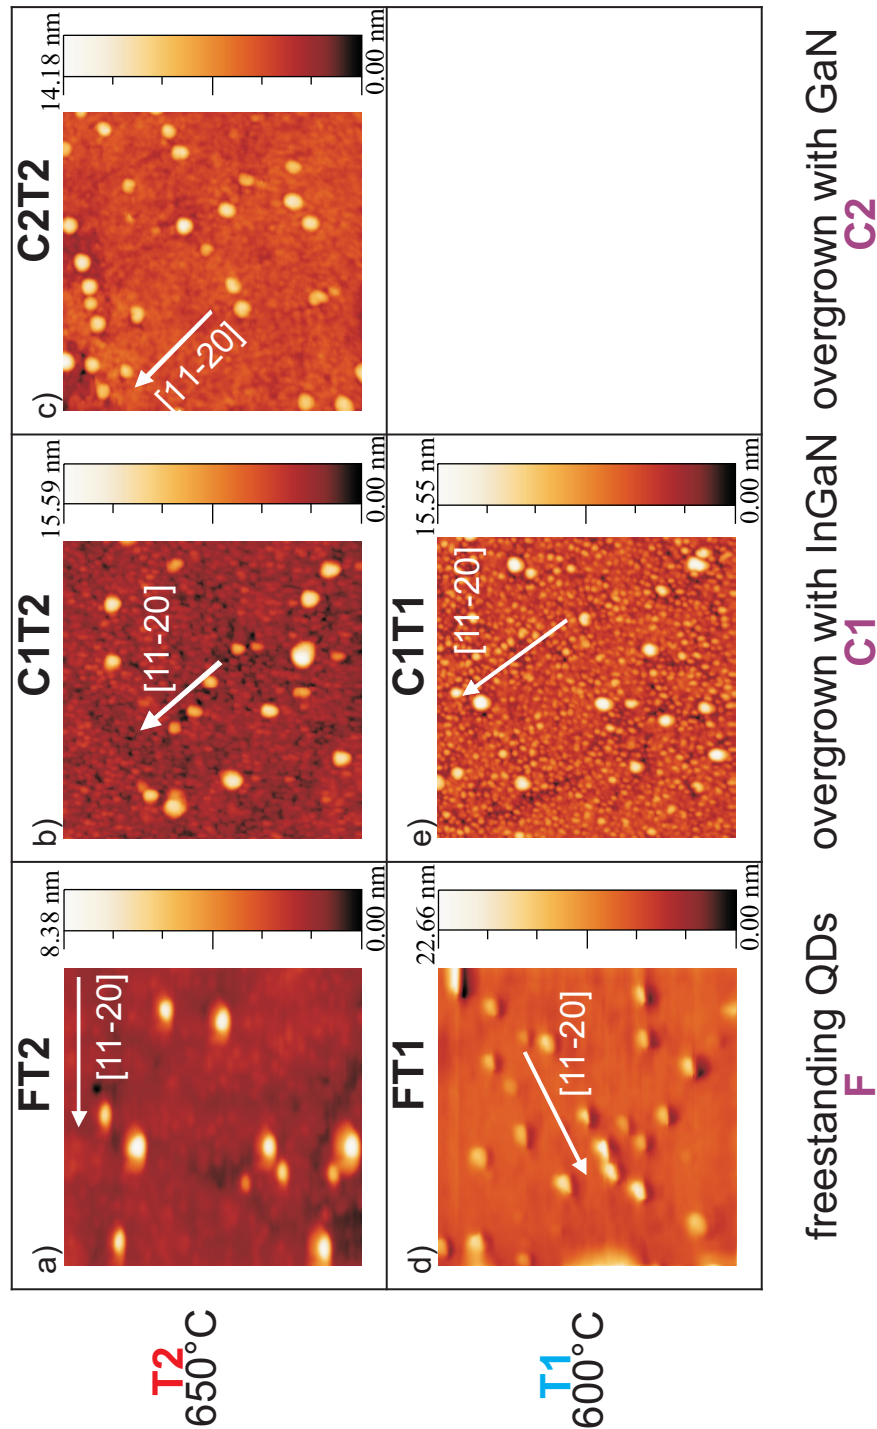 T2
650°C
a)
FT2
[11-20]
8.38 nm
0.00 nm
b)
C1T2
[11-20]
15.59 nm
0.00 nm
c)
C2T2
[11-20]
14.18 nm
0.00 nm
T1
600°C
d)
FT1
[11-20]
22.66 nm
0.00 nm
e)
C1T1
[11-20]
15.55 nm
0.00 nm
freestanding QDs
F
overgrown with InGaN
C1
overgrown with GaN
C2